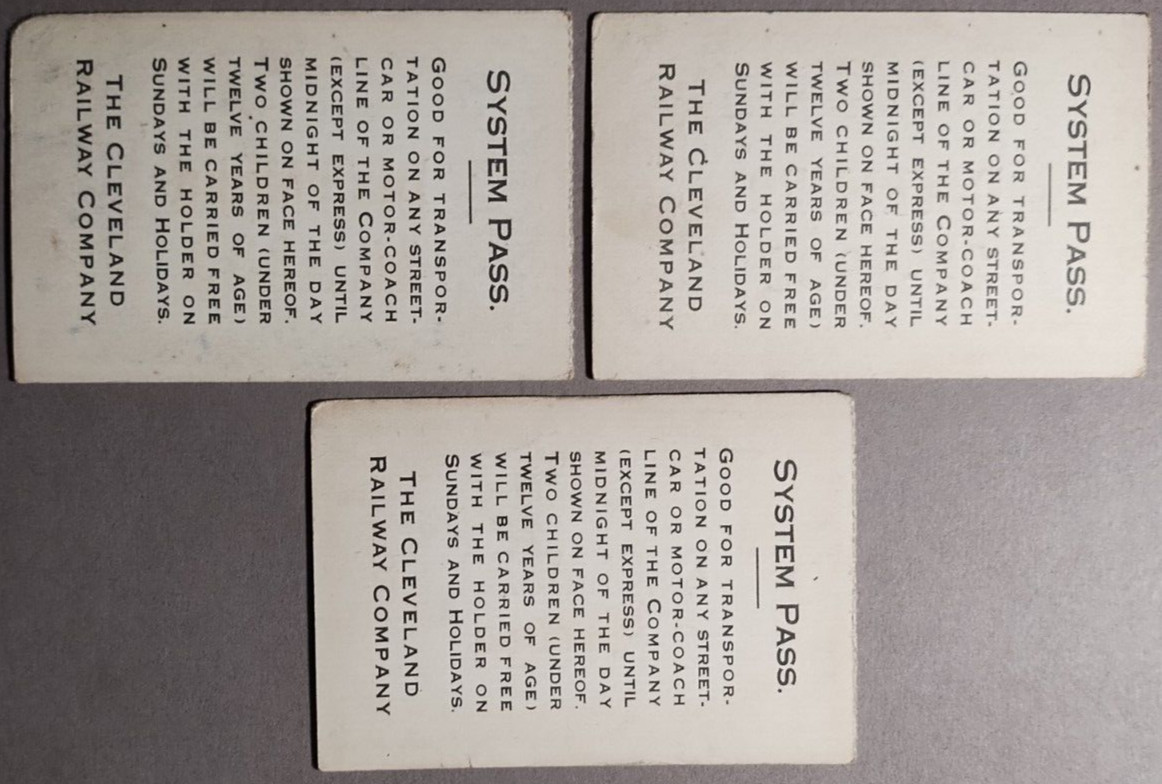 SYSTEM PASS.
GOOD FOR TRANSPOR-
TATION ON ANY STREET-
CAR OR MOTOR-COACH
LINE OF THE COMPANY
(EXCEPT EXPRESS) UNTIL
MIDNIGHT OF THE DAY
SHOWN ON FACE HEREOF.
TWO CHILDREN (UNDER
TWELVE YEARS OF AGE)
WILL BE CARRIED FREE
WITH THE HOLDER ON
SUNDAYS AND HOLIDAYS.
THE CLEVELAND
RAILWAY COMPANY
SYSTEM PASS.
GOOD FOR TRANSPOR-
TATION ON ANY STREET-
CAR OR MOTOR-COACH
LINE OF THE COMPANY
(EXCEPT EXPRESS) UNTIL
MIDNIGHT OF THE DAY
SHOWN ON FACE HEREOF.
TWO CHILDREN (UNDER
TWELVE YEARS OF AGE)
WILL BE CARRIED FREE
WITH THE HOLDER ON
SUNDAYS AND HOLIDAYS.
THE CLEVELAND
RAILWAY COMPANY
SYSTEM PASS.
GOOD FOR TRANSPOR-
TATION ON ANY STREET-
CAR OR MOTOR-COACH
LINE OF THE COMPANY
(EXCEPT EXPRESS) UNTIL
MIDNIGHT OF THE DAY
SHOWN ON FACE HEREOF.
TWO CHILDREN (UNDER
TWELVE YEARS OF AGE)
WILL BE CARRIED FREE
WITH THE HOLDER ON
SUNDAYS AND HOLIDAYS.
THE CLEVELAND
RAILWAY COMPANY